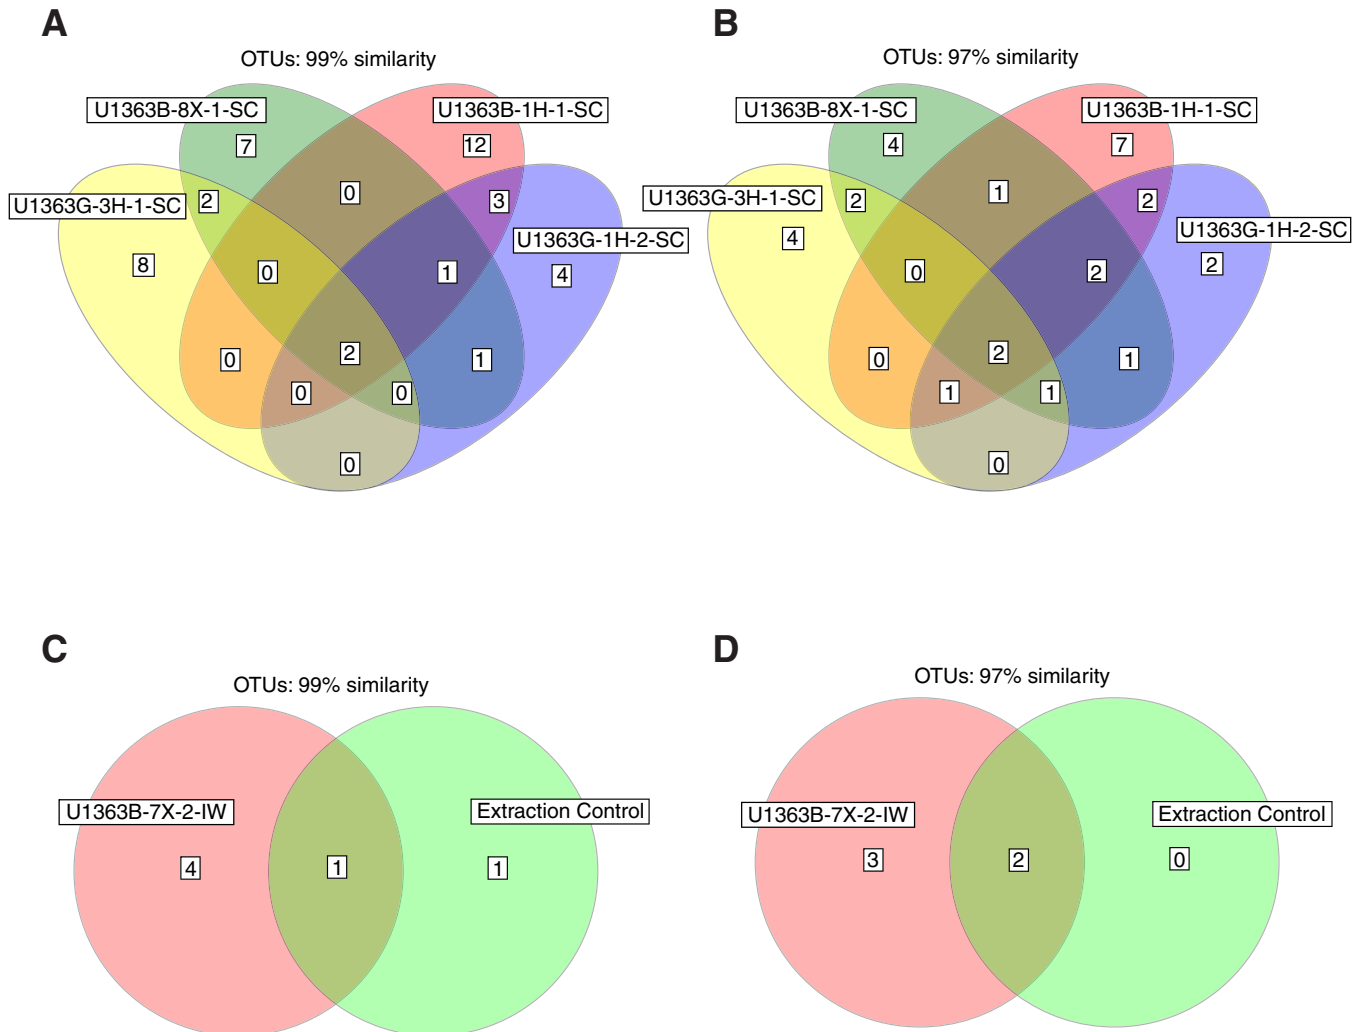 A
B
OTUs: 99% similarity
OTUs: 97% similarity
U1363B-8X-1-SC
U1363B-1H-1-SC
U1363B-8X-1-SC
U1363B-1H-1-SC
7
12
4
7
U1363G-3H-1-SC
2
0
3
U1363G-3H-1-SC
2
1
2
U1363G-1H-2-SC
U1363G-1H-2-SC
8
0
1
4
4
0
2
2
0
2
1
0
2
1
0
0
1
1
0
0
C
D
OTUs: 99% similarity
OTUs: 97% similarity
U1363B-7X-2-IW
Extraction Control
U1363B-7X-2-IW
Extraction Control
4
1
1
3
2
0